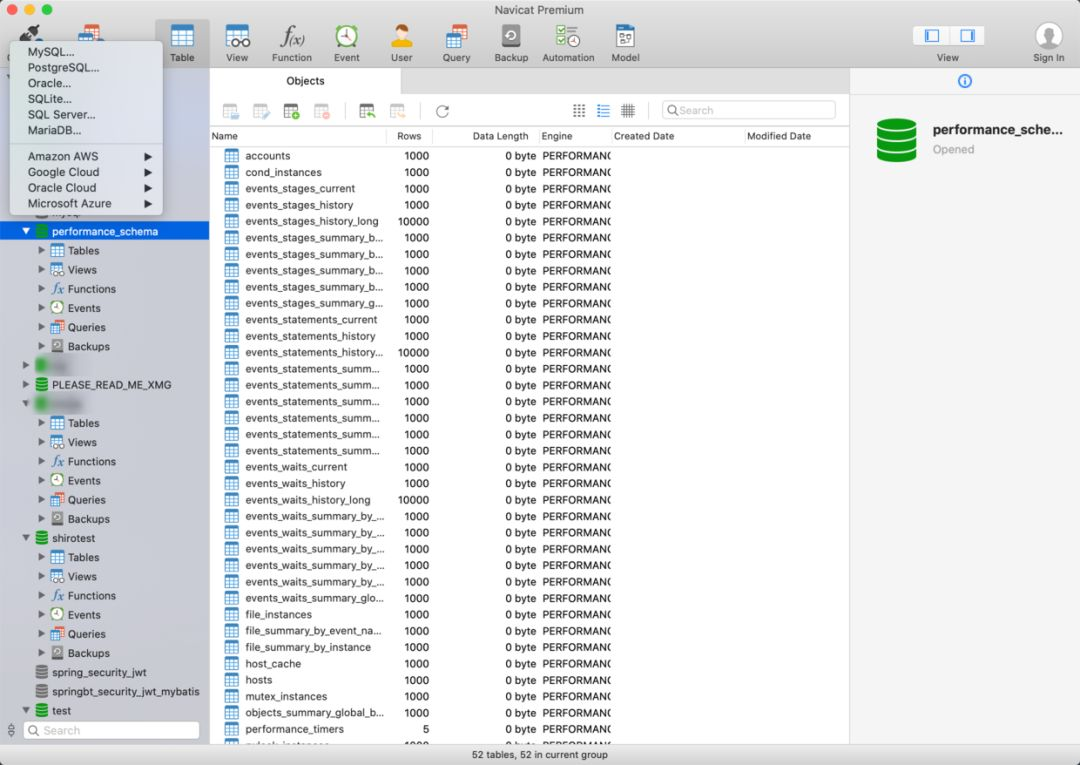 Navicat Premium
Table
View
Function
Event
User
Query
Backup
Automation
Model
View
Sign In
MySQL...
PostgreSQL...
Oracle...
SQLite...
SQL Server...
MariaDB...
Amazon AWS
Google Cloud
Oracle Cloud
Microsoft Azure
performance_schema
Tables
Views
Functions
Events
Queries
Backups
PLEASE_READ_ME_XMG
Tables
Views
Functions
Events
Queries
Backups
shirotest
Tables
Views
Functions
Events
Queries
Backups
spring_security_jwt
springbt_security_jwt_mybatis
test
Search
Objects
Search
Name Rows Data Length Engine Created Date Modified Date
accounts 1000 0 byte PERFORMANC
cond_instances 1000 0 byte PERFORMANC
events_stages_current 1000 0 byte PERFORMANC
events_stages_history 1000 0 byte PERFORMANC
events_stages_history_long 10000 0 byte PERFORMANC
events_stages_summary_b... 1000 0 byte PERFORMANC
events_stages_summary_b... 1000 0 byte PERFORMANC
events_stages_summary_b... 1000 0 byte PERFORMANC
events_stages_summary_b... 1000 0 byte PERFORMANC
events_stages_summary_g... 1000 0 byte PERFORMANC
events_statements_current 1000 0 byte PERFORMANC
events_statements_history 1000 0 byte PERFORMANC
events_statements_history... 10000 0 byte PERFORMANC
events_statements_summ... 1000 0 byte PERFORMANC
events_statements_summ... 1000 0 byte PERFORMANC
events_statements_summ... 1000 0 byte PERFORMANC
events_statements_summ... 1000 0 byte PERFORMANC
events_statements_summ... 1000 0 byte PERFORMANC
events_statements_summ... 1000 0 byte PERFORMANC
events_waits_current 1000 0 byte PERFORMANC
events_waits_history 1000 0 byte PERFORMANC
events_waits_history_long 10000 0 byte PERFORMANC
events_waits_summary_by_... 1000 0 byte PERFORMANC
events_waits_summary_by_... 1000 0 byte PERFORMANC
events_waits_summary_by_... 1000 0 byte PERFORMANC
events_waits_summary_by_... 1000 0 byte PERFORMANC
events_waits_summary_by_... 1000 0 byte PERFORMANC
events_waits_summary_glo... 1000 0 byte PERFORMANC
file_instances 1000 0 byte PERFORMANC
file_summary_by_event_na... 1000 0 byte PERFORMANC
file_summary_by_instance 1000 0 byte PERFORMANC
host_cache 1000 0 byte PERFORMANC
hosts 1000 0 byte PERFORMANC
mutex_instances 1000 0 byte PERFORMANC
objects_summary_global_b... 1000 0 byte PERFORMANC
performance_timers 5 0 byte PERFORMANC
performance_sche...
Opened
52 tables, 52 in current group